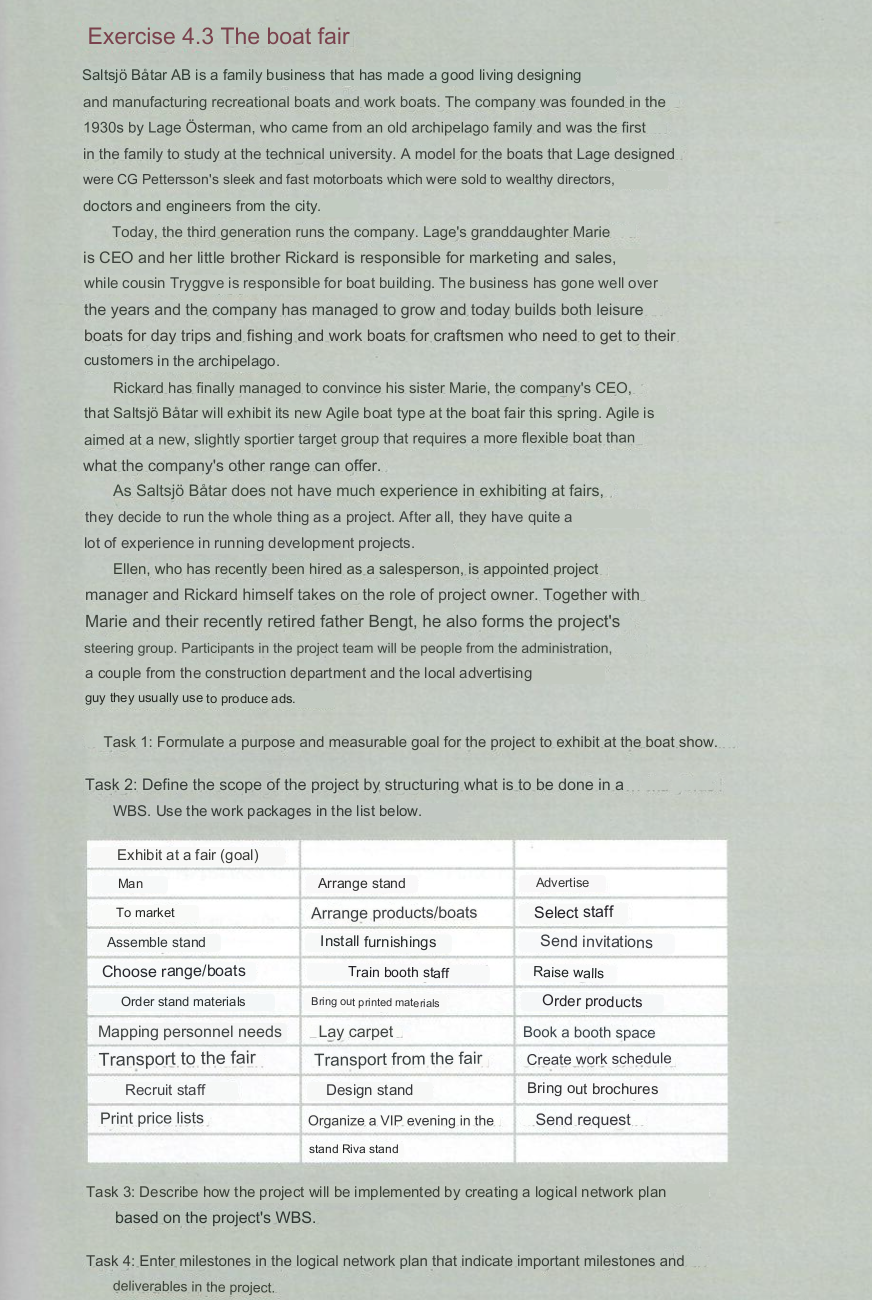 Exercise 4.3 The boat fair
Saltsjö Båtar AB is a family business that has made a good living designing
and manufacturing recreational boats and work boats. The company was founded in the
1930s by Lage Österman, who came from an old archipelago family and was the first
in the family to study at the technical university. A model for the boats that Lage designed
were CG Pettersson's sleek and fast motorboats which were sold to wealthy directors,
doctors and engineers from the city.
Today, the third generation runs the company. Lage's granddaughter Marie
is CEO and her little brother Rickard is responsible for marketing and sales,
while cousin Tryggve is responsible for boat building. The business has gone well over
the years and the company has managed to grow and today builds both leisure
boats for day trips and fishing and work boats for craftsmen who need to get to their
customers in the archipelago.
Rickard has finally managed to convince his sister Marie, the company's CEO,
that Saltsjö Båtar will exhibit its new Agile boat type at the boat fair this spring. Agile is
aimed at a new, slightly sportier target group that requires a more flexible boat than
what the company's other range can offer.
As Saltsjö Båtar does not have much experience in exhibiting at fairs,
they decide to run the whole thing as a project. After all, they have quite a
lot of experience in running development projects.
Ellen, who has recently been hired as a salesperson, is appointed project
manager and Rickard himself takes on the role of project owner. Together with
Marie and their recently retired father Bengt, he also forms the project's
steering group. Participants in the project team will be people from the administration,
a couple from the construction department and the local advertising
guy they usually use to produce ads.
Task 1: Formulate a purpose and measurable goal for the project to exhibit at the boat show.
Task 2: Define the scope of the project by structuring what is to be done in a
WBS. Use the work packages in the list below.
Exhibit at a fair (goal)
Man Arrange stand Advertise
To market Arrange products/boats Select staff
Assemble stand Install furnishings Send invitations
Choose range/boats Train booth staff Raise walls
Order stand materials Bring out printed materials Order products
Mapping personnel needs Lay carpet Book a booth space
Transport to the fair Transport from the fair Create work schedule
Recruit staff Design stand Bring out brochures
Print price lists Organize a VIP evening in the Send request
stand Riva stand
Task 3: Describe how the project will be implemented by creating a logical network plan
based on the project's WBS.
Task 4: Enter milestones in the logical network plan that indicate important milestones and
deliverables in the project.